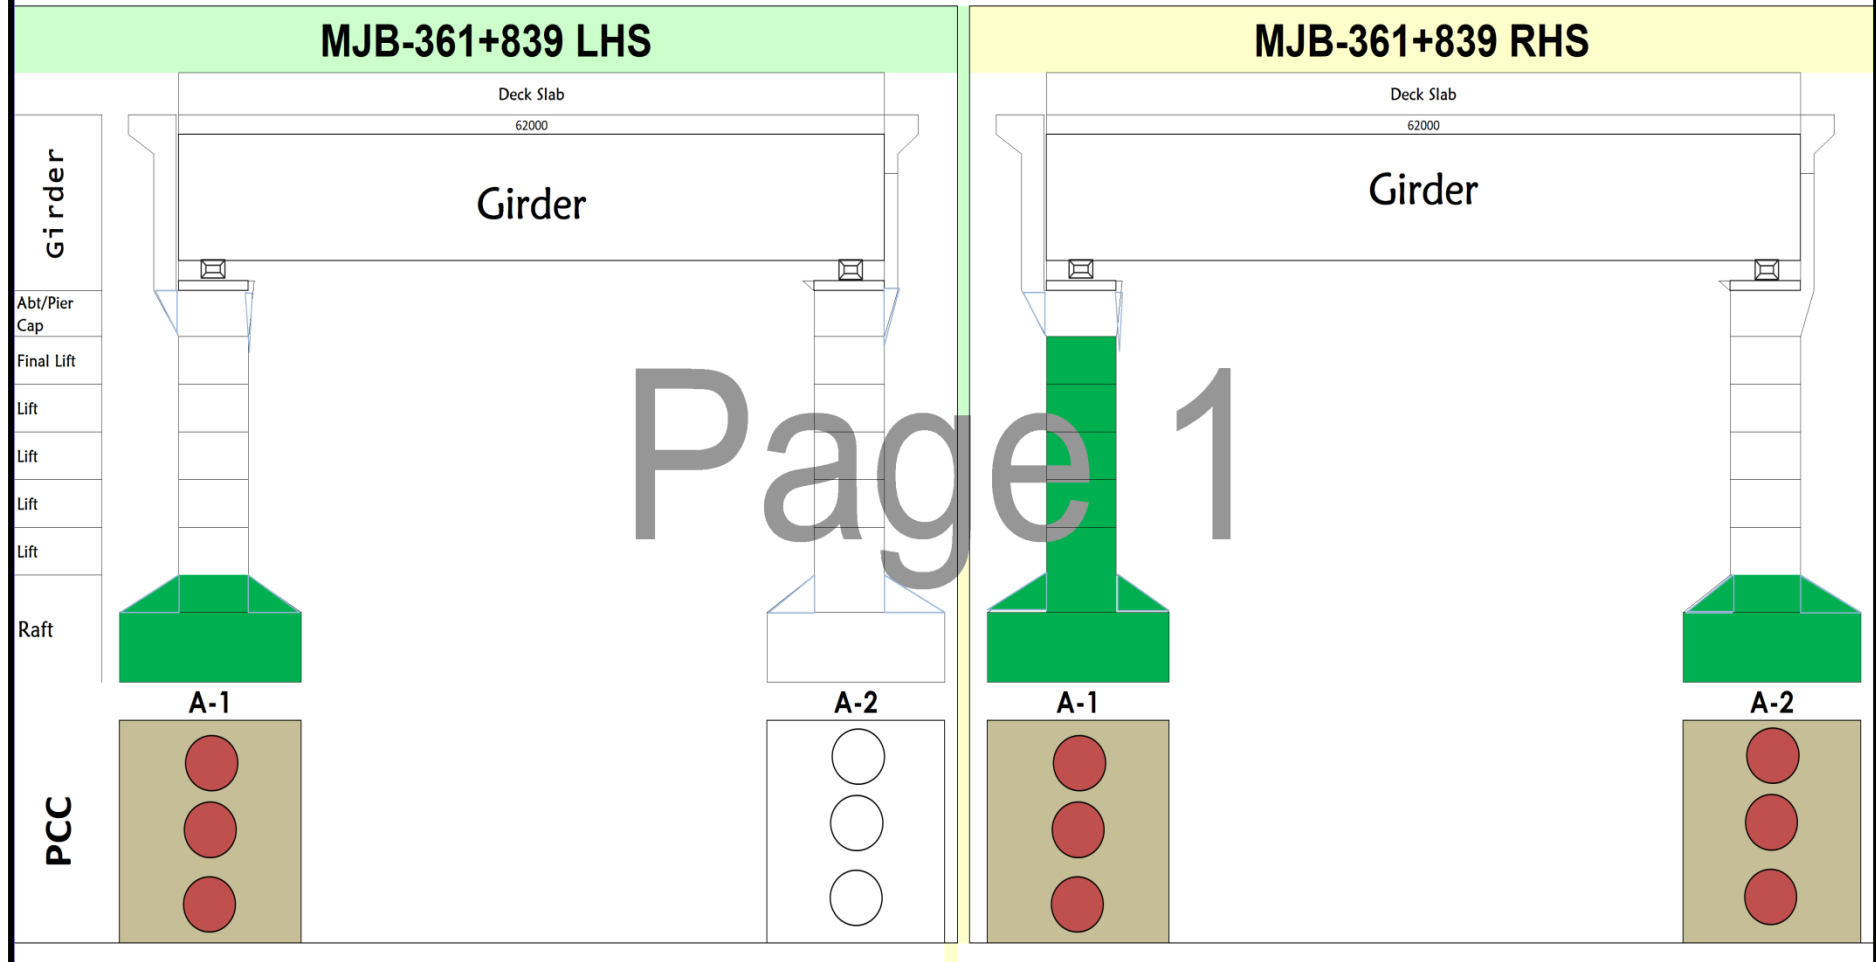 MJB-361+839 LHS
MJB-361+839 RHS
Deck Slab
Deck Slab
62000
62000
Girder
Girder
Girder
Abt/Pier
Cap
Final Lift
Lift
Lift
Lift
Lift
Raft
Page 1
A-1
A-2
A-1
A-2
PCC